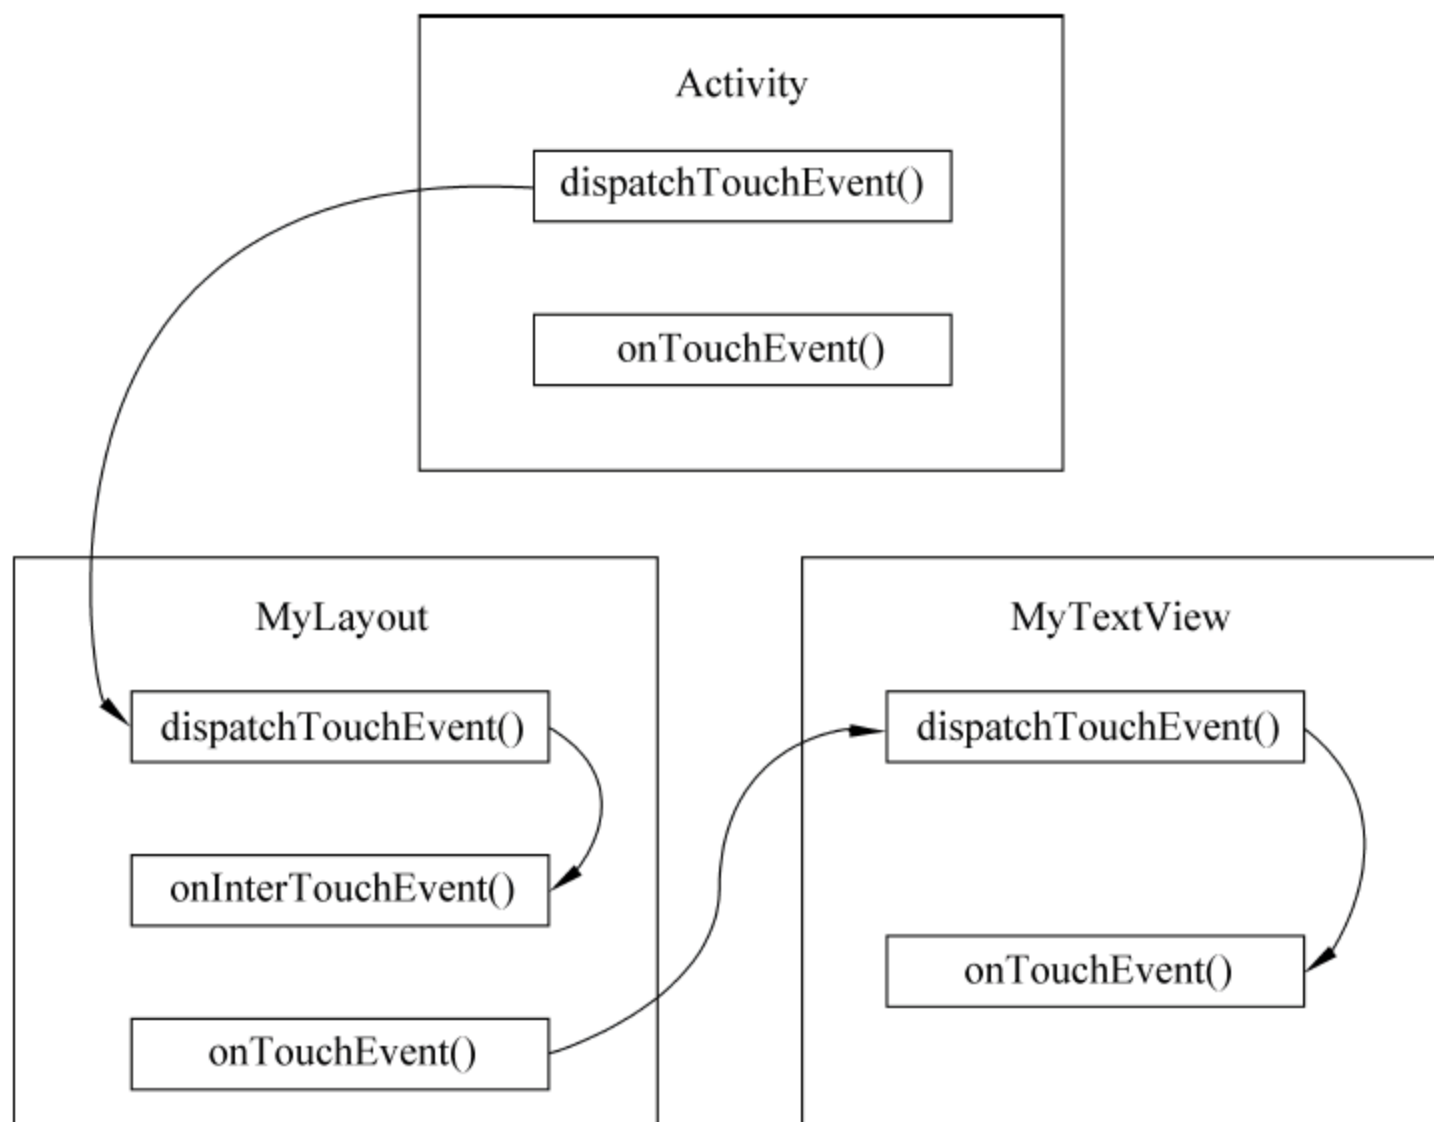 Activity
dispatchTouchEvent()
onTouchEvent()
MyLayout
dispatchTouchEvent()
onInterTouchEvent()
onTouchEvent()
MyTextView
dispatchTouchEvent()
onTouchEvent()